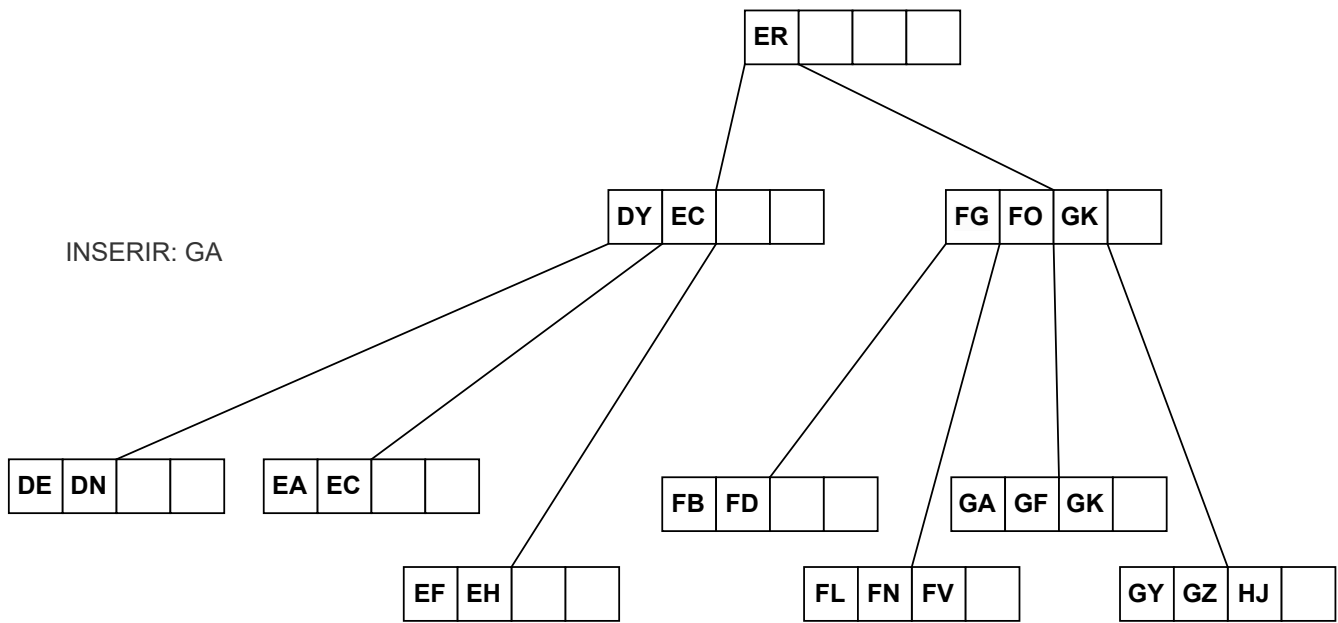 ER
DY EC
FG FO GK
INSERIR: GA
DE DN
EA EC
FB FD
GA GF GK
EF EH
FL FN FV
GY GZ HJ